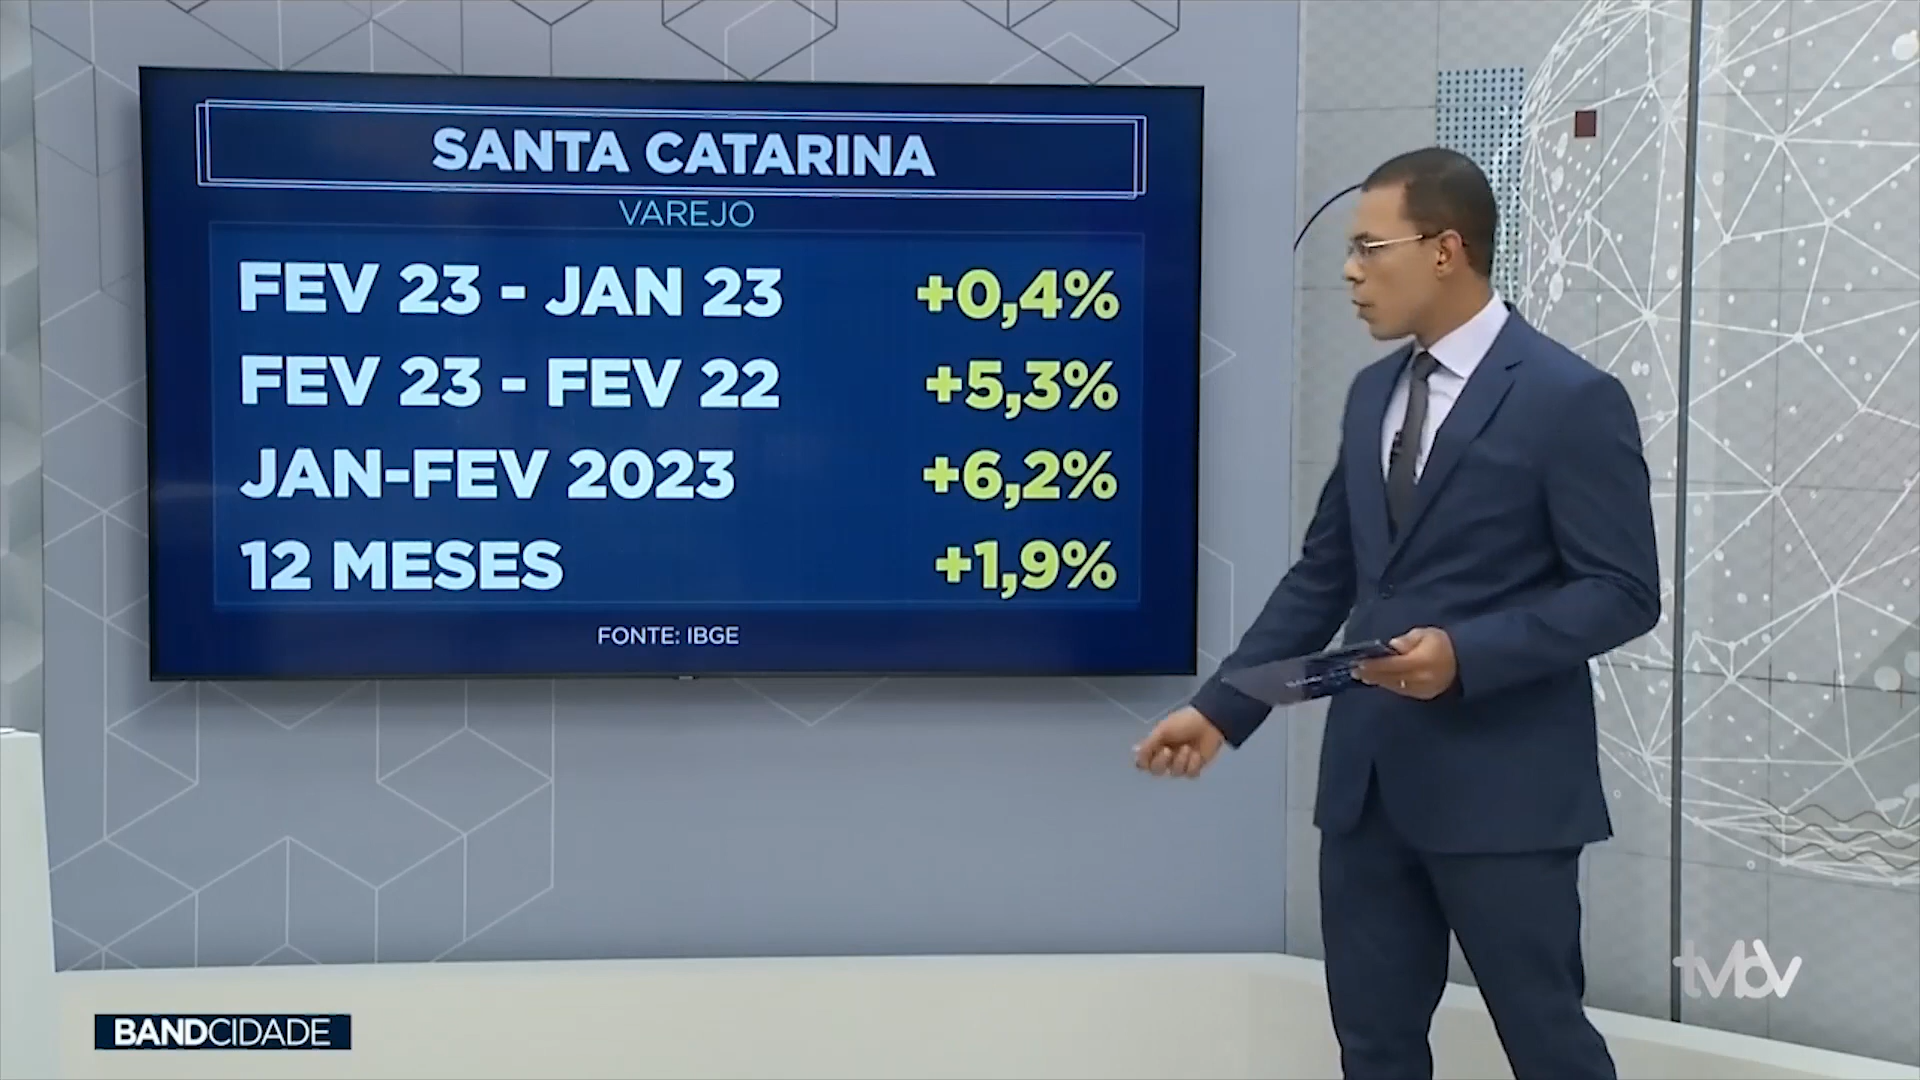 SANTA CATARINA
VAREJO
FEV 23 - JAN 23 +0,4%
FEV 23 - FEV 22 +5,3%
JAN-FEV 2023 +6,2%
12 MESES +1,9%
FONTE: IBGE
BANDCIDADE
tvbv